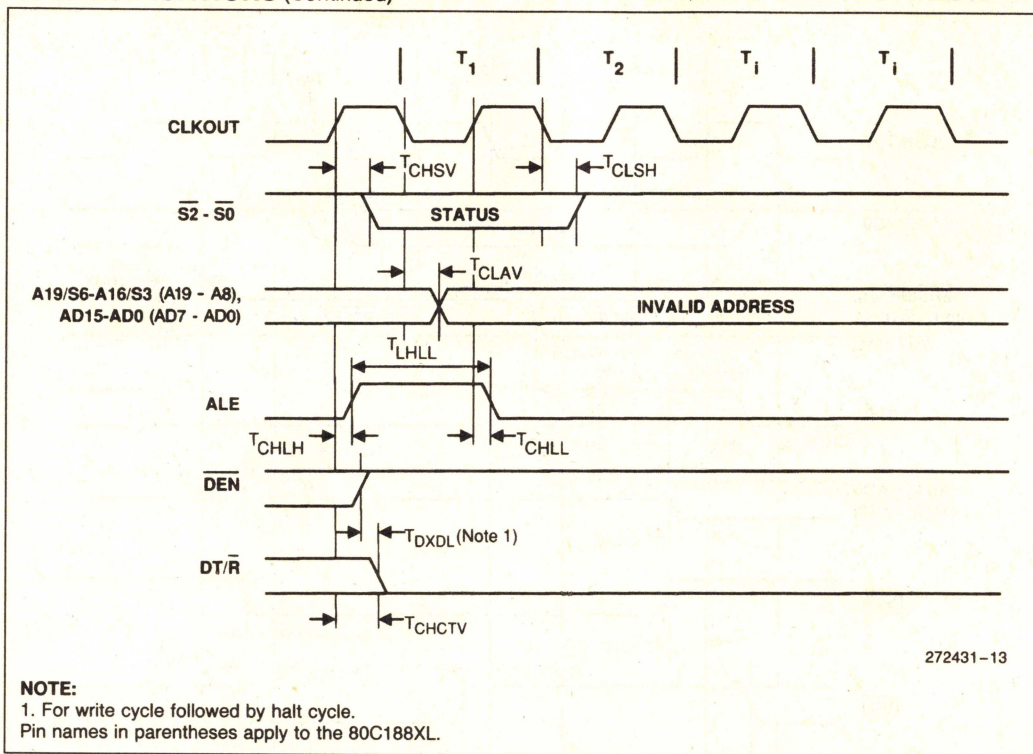 (Continued)
T1 T2 Ti Ti
CLKOUT
TCHSV TCLSH
S2 - S0 STATUS
TCLAV
A19/S6-A16/S3 (A19 - A8),
AD15-AD0 (AD7 - AD0) INVALID ADDRESS
TLHLL
ALE
TCHLH TCHLL
DEN
TDXDL (Note 1)
DT/R
TCHCTV
272431–13
NOTE:
1. For write cycle followed by halt cycle.
Pin names in parentheses apply to the 80C188XL.